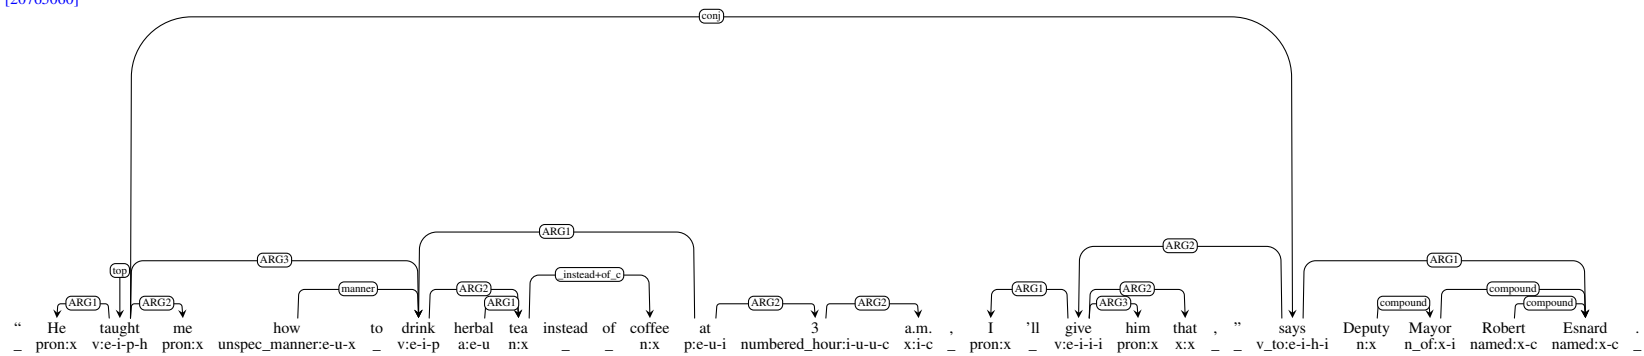 [20765060]
conj
ARG1
ARG2
ARG3
top
_instead+of_c
ARG1
manner
ARG2
ARG1
compound
ARG1 ARG2 ARG1 ARG2 ARG2 ARG1 ARG3 compound compound
“ He taught me how to drink herbal tea instead of coffee at 3 a.m. , I ’ll give him that , ” says Deputy Mayor Robert Esnard .
_ pron:x v:e-i-p-h pron:x unspec_manner:e-u-x _ v:e-i-p a:e-u n:x _ _ n:x p:e-u-i numbered_hour:i-u-u-c x:i-c _ pron:x _ v:e-i-i-i pron:x x:x _ _ v_to:e-i-h-i n:x n_of:x-i named:x-c named:x-c _